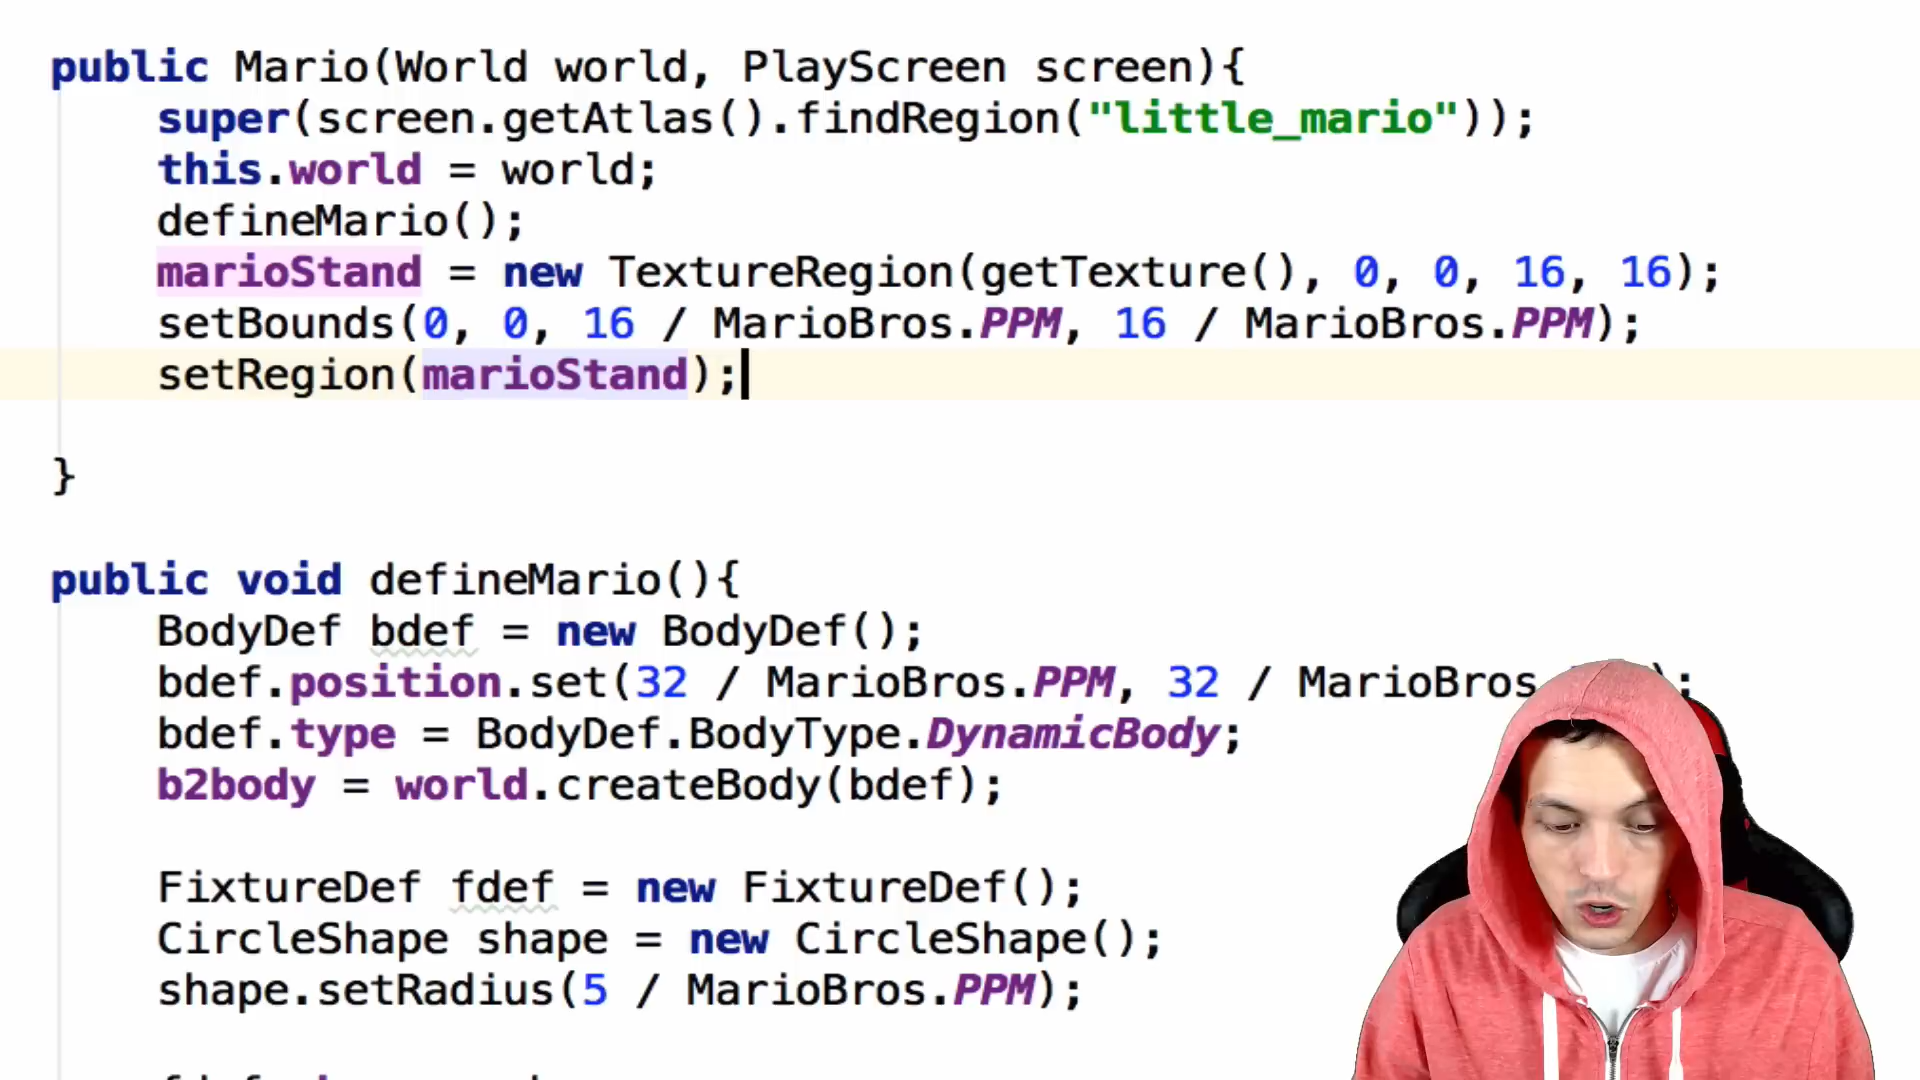 public Mario(World world, PlayScreen screen){
super(screen.getAtlas().findRegion("little_mario"));
this.world = world;
defineMario();
marioStand = new TextureRegion(getTexture(), 0, 0, 16, 16);
setBounds(0, 0, 16 / MarioBros.PPM, 16 / MarioBros.PPM);
setRegion(marioStand);
}
public void defineMario(){
BodyDef bdef = new BodyDef();
bdef.position.set(32 / MarioBros.PPM, 32 / MarioBros
bdef.type = BodyDef.BodyType.DynamicBody;
b2body = world.createBody(bdef);
FixtureDef fdef = new FixtureDef();
CircleShape shape = new CircleShape();
shape.setRadius(5 / MarioBros.PPM);